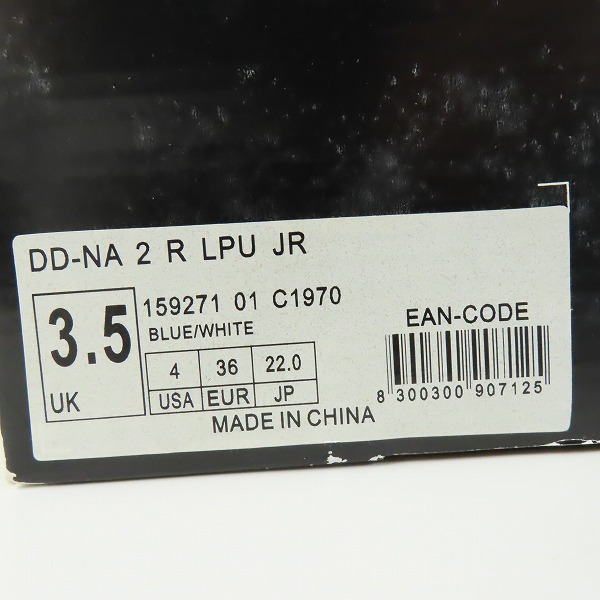 DD-NA 2 R LPU JR
3.5
UK
159271 01 C1970
BLUE/WHITE
4 36 22.0
USA EUR JP
MADE IN CHINA
EAN-CODE
8 300300 907125